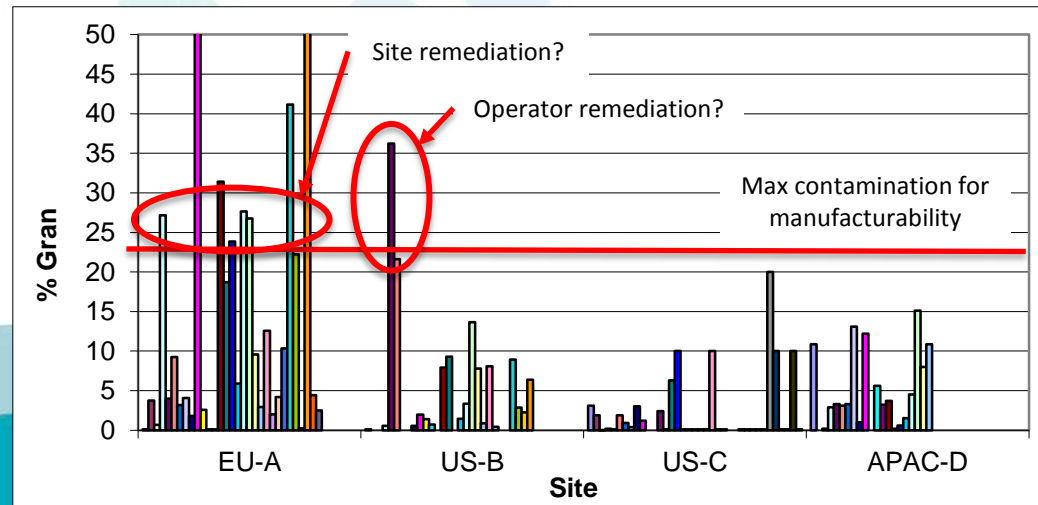 50
45
40
35
30
25
20
15
10
5
0
% Gran
Site remediation?
Operator remediation?
Max contamination for
manufacturability
EU-A
US-B
US-C
APAC-D
Site